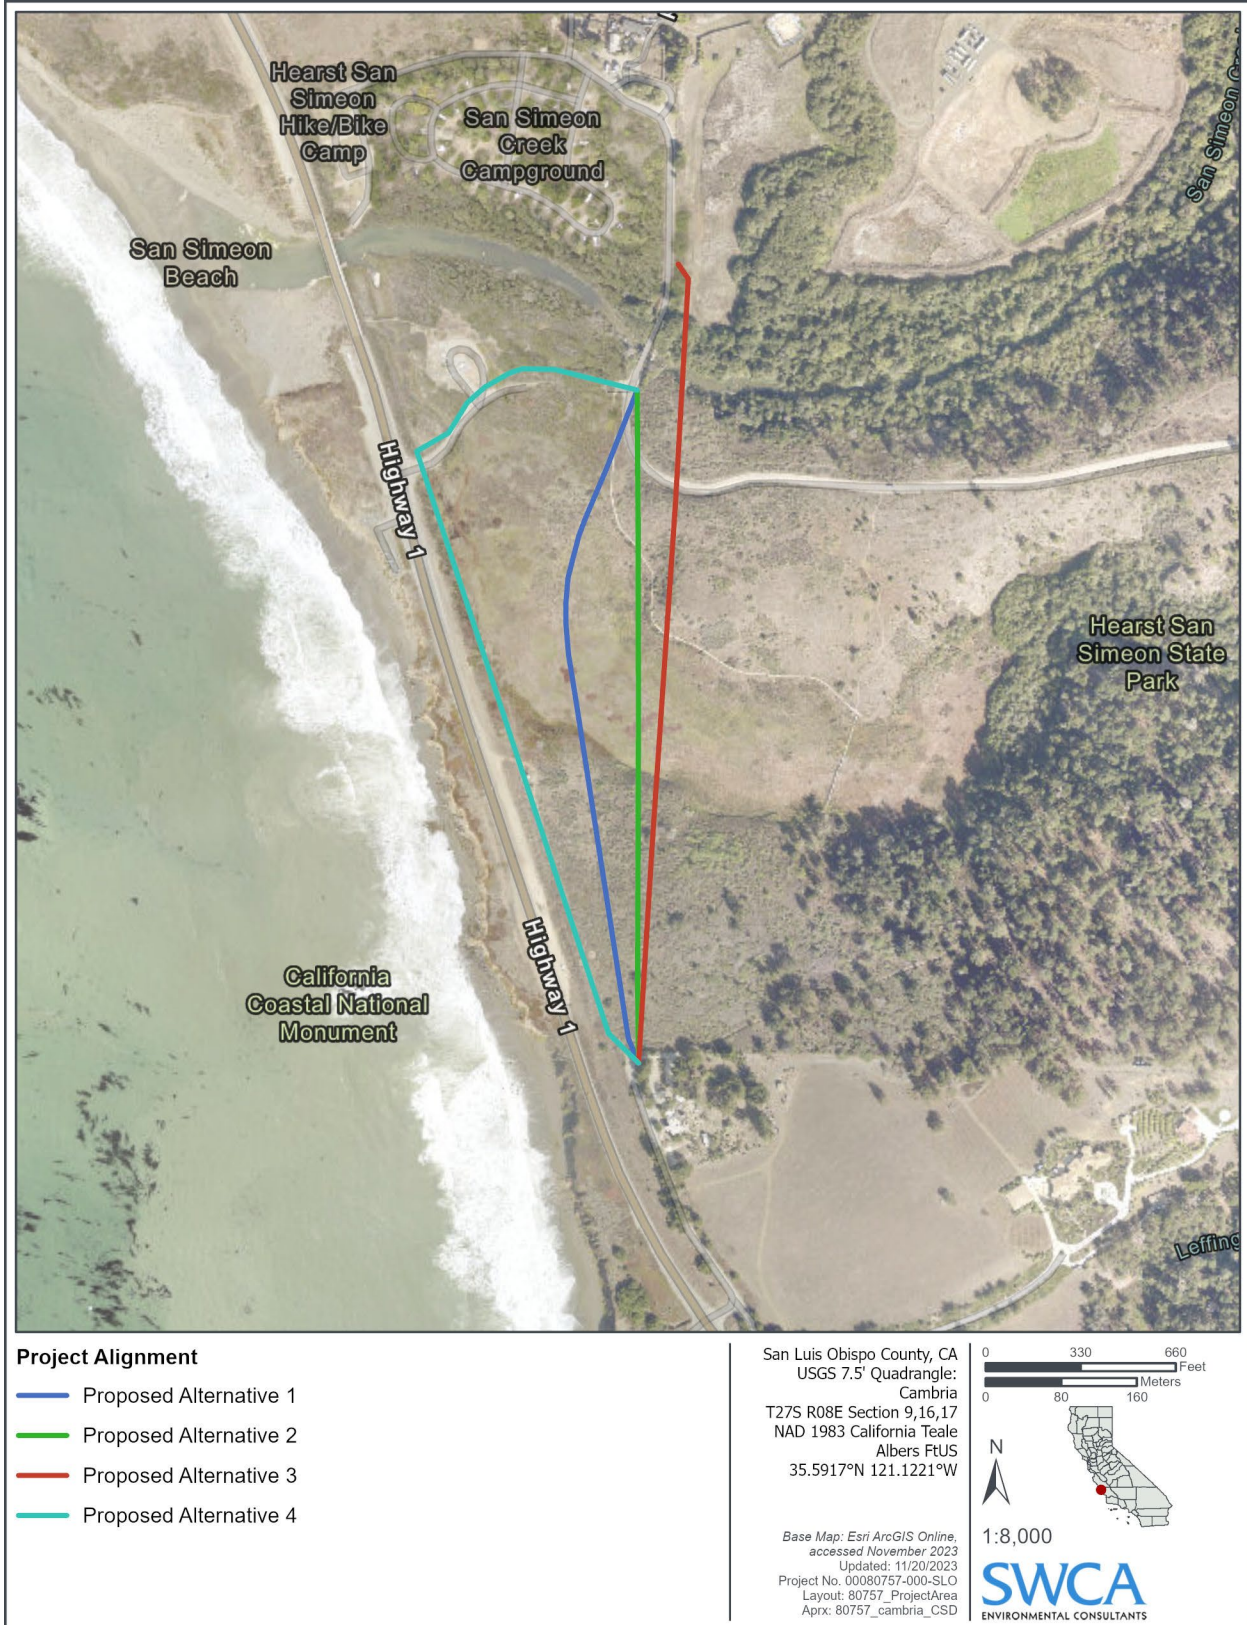 Hearst San
Simeon
Hike/Bike
Camp
San Simeon
Creek
Campground
San Simeon
San Simeon
Beach
Highway 1
Hearst San
Simeon State
Park
Highway 1
California
Coastal National
Monument
Leffing
Project Alignment
Proposed Alternative 1
Proposed Alternative 2
Proposed Alternative 3
Proposed Alternative 4
San Luis Obispo County, CA
USGS 7.5' Quadrangle:
Cambria
T27S R08E Section 9,16,17
NAD 1983 California Teale
Albers FtUS
35.5917°N 121.1221°W
Base Map: Esri ArcGIS Online,
accessed November 2023
Updated: 11/20/2023
Project No. 00080757-000-SLO
Layout: 80757_ProjectArea
Aprx: 80757_cambria_CSD
0 330 660
Feet
Meters
0 80 160
N
1:8,000
SWCA
ENVIRONMENTAL CONSULTANTS